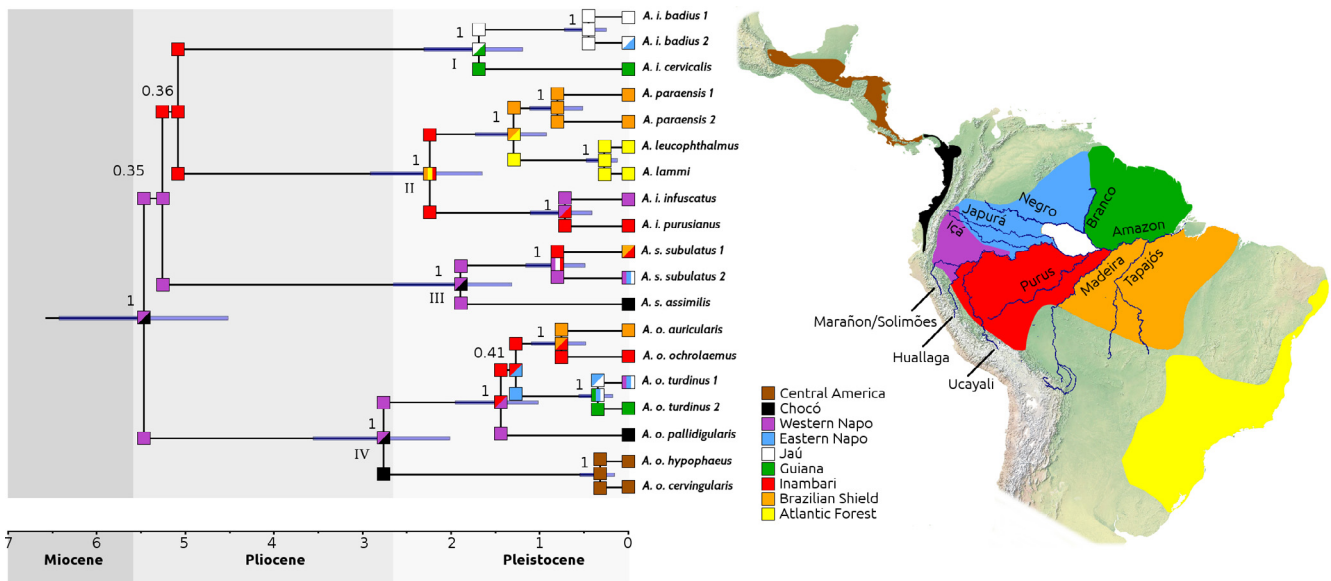 A. i. badius 1
A. i. badius 2
A. i. cervicalis
A. paraensis 1
A. paraensis 2
A. leucophthalmus
A. lammi
A. i. infuscatus
A. i. purusianus
A. s. subulatus 1
A. s. subulatus 2
A. s. assimilis
A. o. auricularis
A. o. ochrolaemus
A. o. turdinus 1
A. o. turdinus 2
A. o. pallidigularis
A. o. hypophaeus
A. o. cervingularis
1
1
I
0.36
1
1
1
1
II
0.35
1
1
1
III
1
1
0.41
1
1
1
IV
1
7 6 5 4 3 2 1 0
Miocene Pliocene Pleistocene
Negro
Branco
Japurá
Içá
Amazon
Purus
Madeira
Tapajós
Marañon/Solimões
Huallaga
Ucayali
Central America
Chocó
Western Napo
Eastern Napo
Jaú
Guiana
Inambari
Brazilian Shield
Atlantic Forest